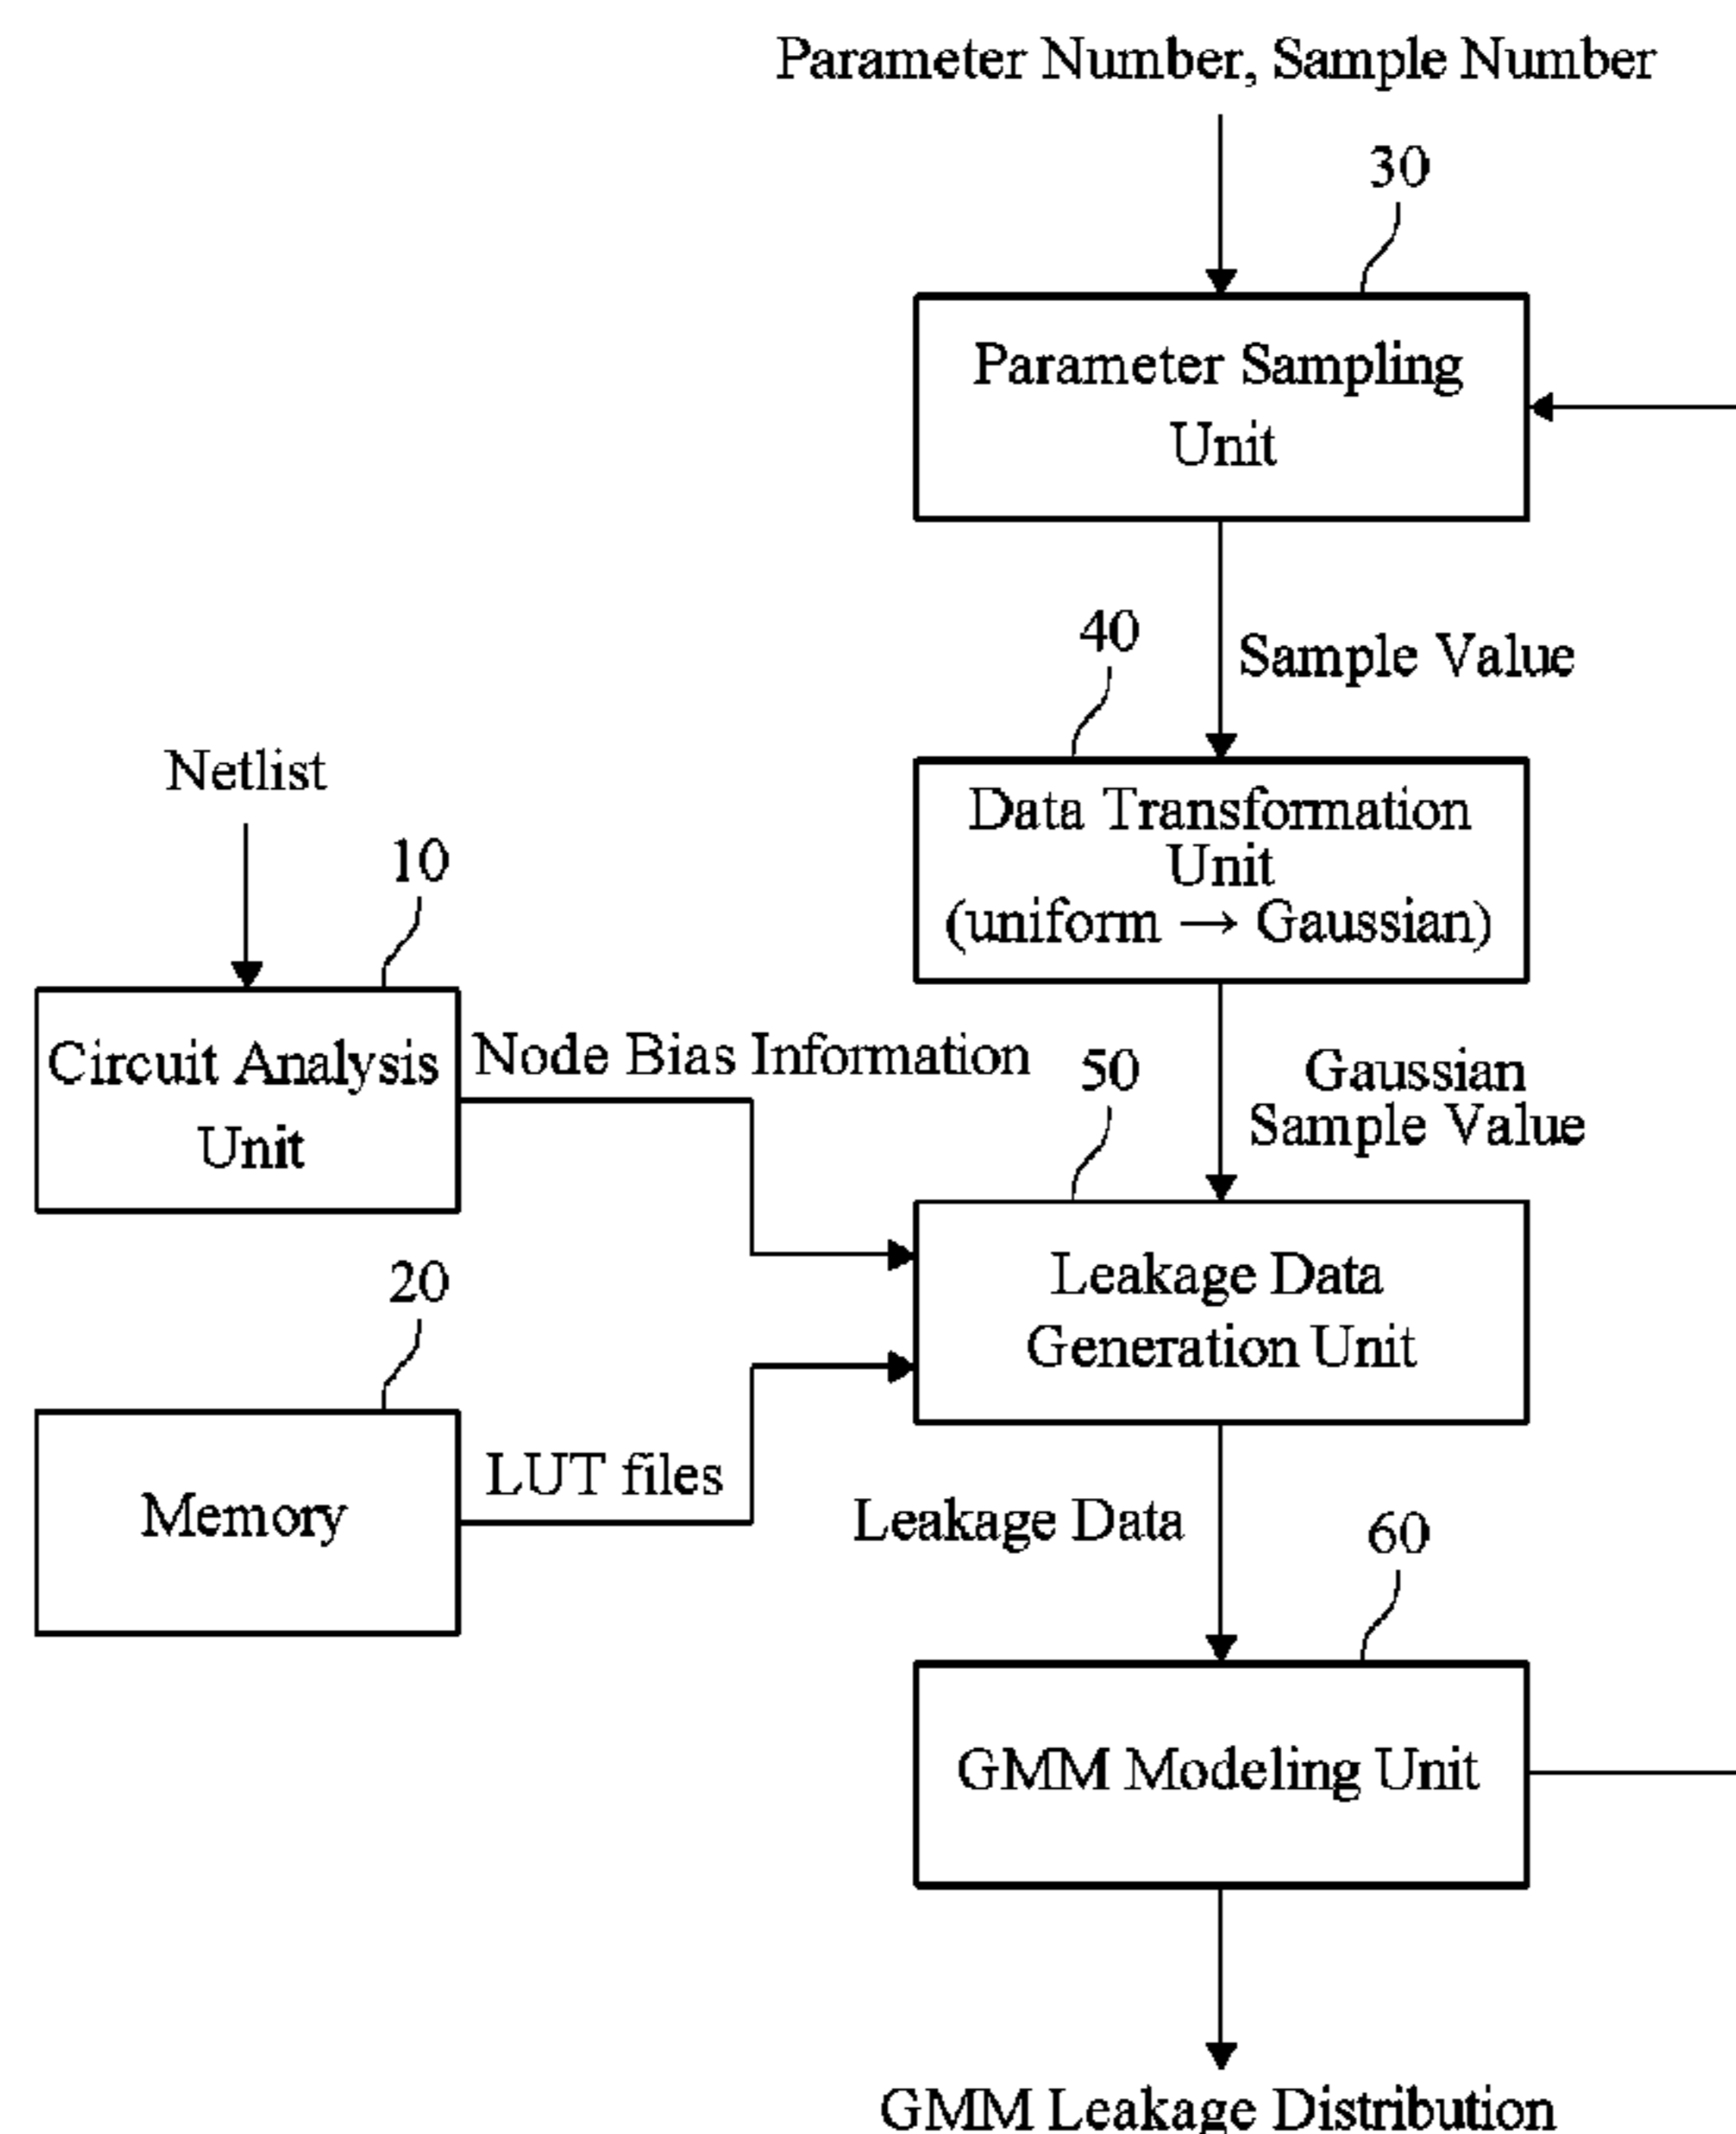 Parameter Number, Sample Number
30
Parameter Sampling
Unit
40
Sample Value
Netlist
10
Data Transformation
Unit
(uniform → Gaussian)
Circuit Analysis
Unit
Node Bias Information
50
Gaussian
Sample Value
20
Leakage Data
Generation Unit
Memory
LUT files
Leakage Data
60
GMM Modeling Unit
GMM Leakage Distribution